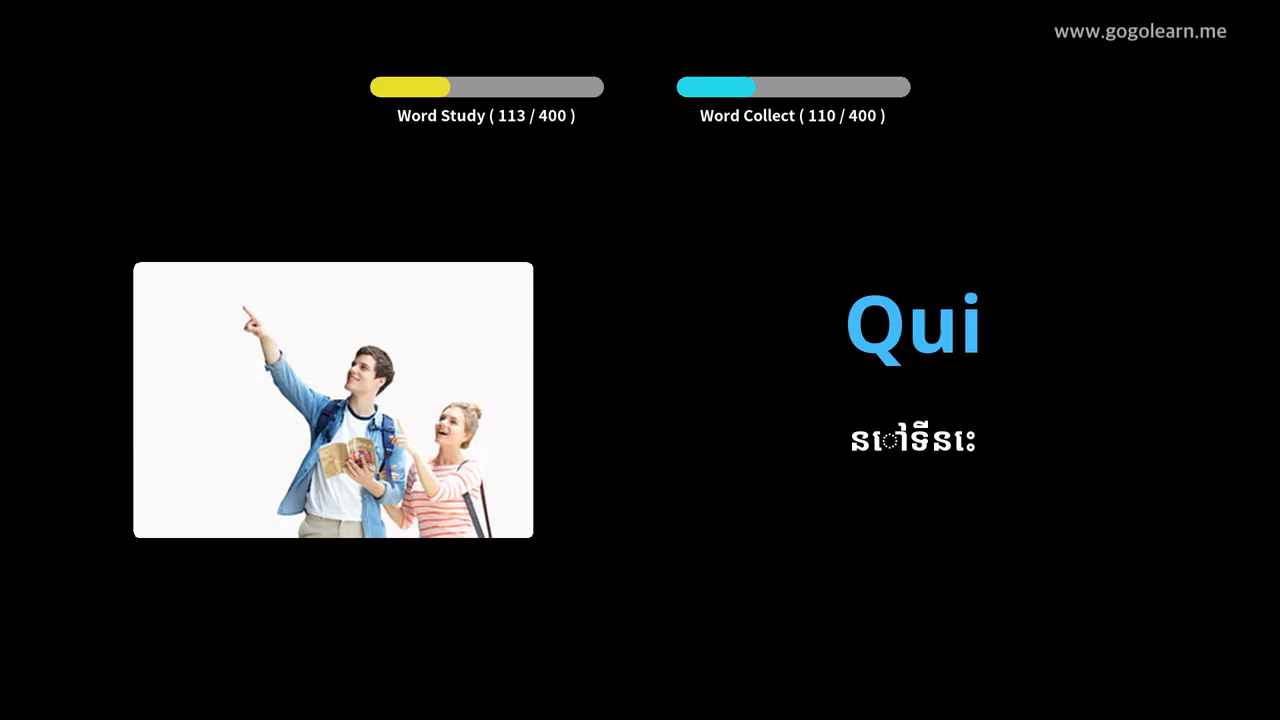 www.gogolearn.me
Word Study ( 113 / 400 )
Word Collect ( 110 / 400 )
Qui
នៅទីនេះ